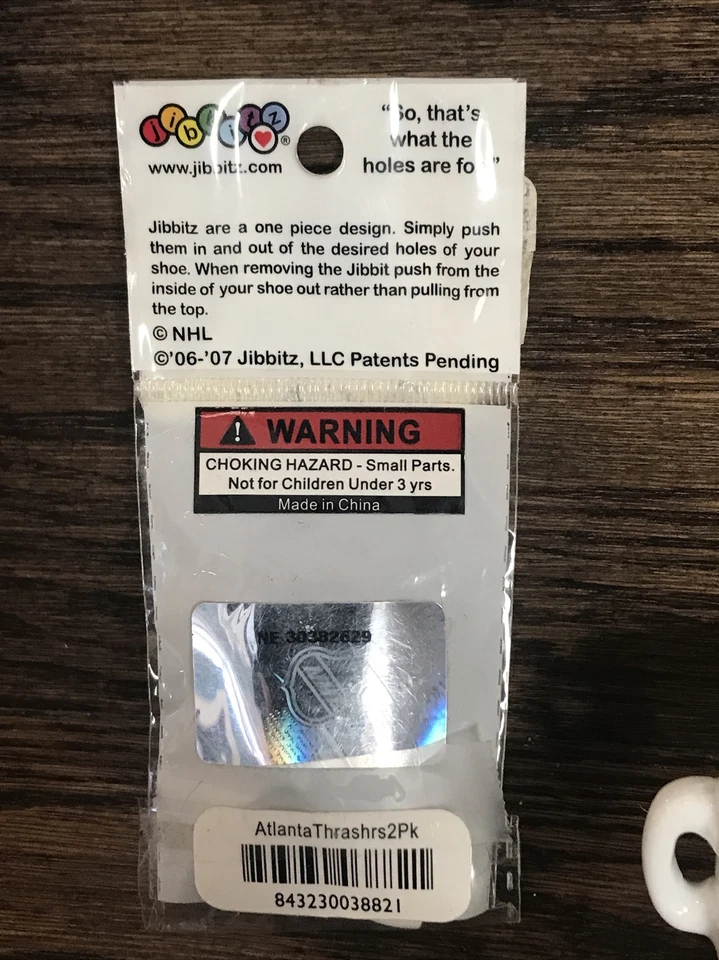 jibbitz®
www.jibbitz.com
“So, that’s
what the
holes are for.”
Jibbitz are a one piece design. Simply push
them in and out of the desired holes of your
shoe. When removing the Jibbit push from the
inside of your shoe out rather than pulling from
the top.
© NHL
©’06-’07 Jibbitz, LLC Patents Pending
WARNING
CHOKING HAZARD - Small Parts.
Not for Children Under 3 yrs
Made in China
NE 30382629
NHL
AtlantaThrashrs2Pk
843230038821